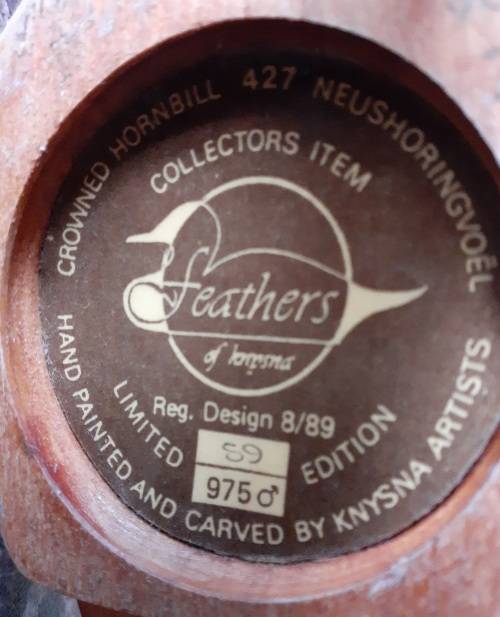 CROWNED HORNBILL 427 NEUSHORINGVOËL
COLLECTORS ITEM
feathers
of knysna
Reg. Design 8/89
LIMITED EDITION
59
975♂
HAND PAINTED AND CARVED BY KNYSNA ARTISTS